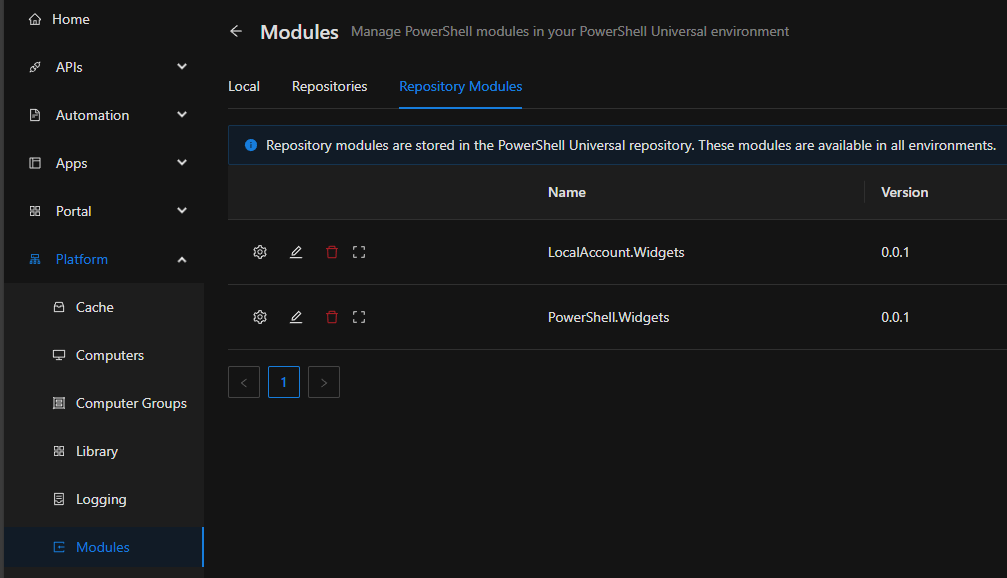 Home
APIs
Automation
Apps
Portal
Platform
Cache
Computers
Computer Groups
Library
Logging
Modules
Modules Manage PowerShell modules in your PowerShell Universal environment
Local Repositories Repository Modules
Repository modules are stored in the PowerShell Universal repository. These modules are available in all environments.
Name Version
LocalAccount.Widgets 0.0.1
PowerShell.Widgets 0.0.1
< 1 >